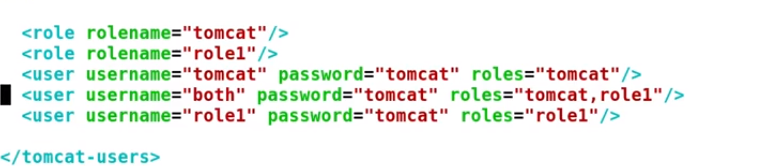 <role rolename="tomcat"/>
<role rolename="role1"/>
<user username="tomcat" password="tomcat" roles="tomcat"/>
<user username="both" password="tomcat" roles="tomcat,role1"/>
<user username="role1" password="tomcat" roles="role1"/>
</tomcat-users>